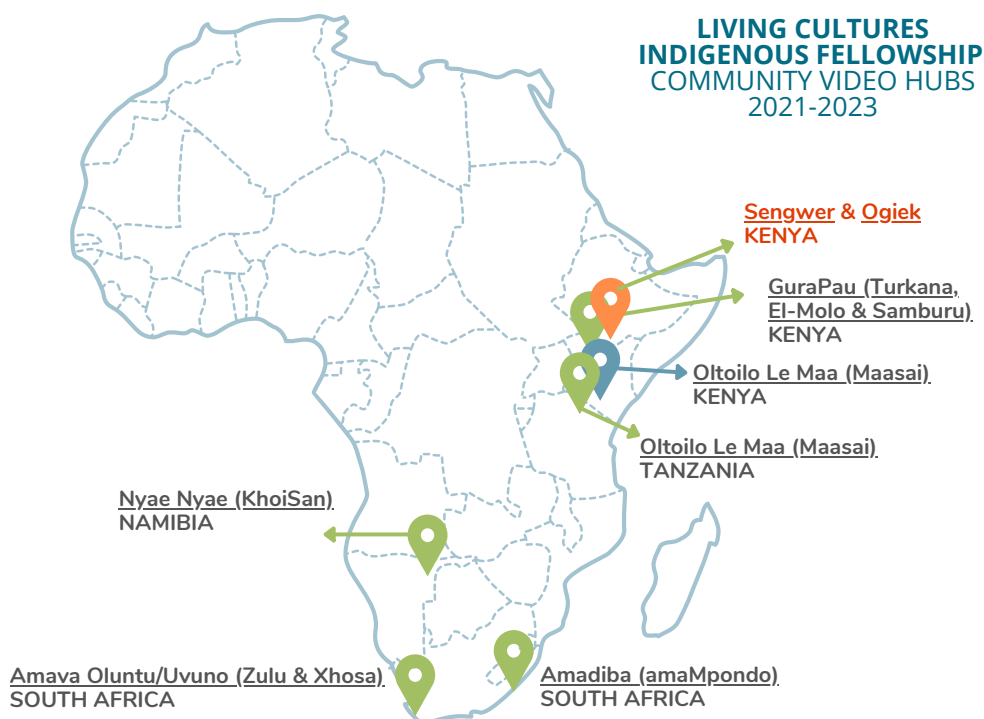 LIVING CULTURES
INDIGENOUS FELLOWSHIP
COMMUNITY VIDEO HUBS
2021-2023
Sengwer & Ogiek
KENYA
GuraPau (Turkana,
El-Molo & Samburu)
KENYA
Oltoilo Le Maa (Maasai)
KENYA
Oltoilo Le Maa (Maasai)
TANZANIA
Nyae Nyae (KhoiSan)
NAMIBIA
Amava Oluntu/Uvuno (Zulu & Xhosa)
SOUTH AFRICA
Amadiba (amaMpondo)
SOUTH AFRICA